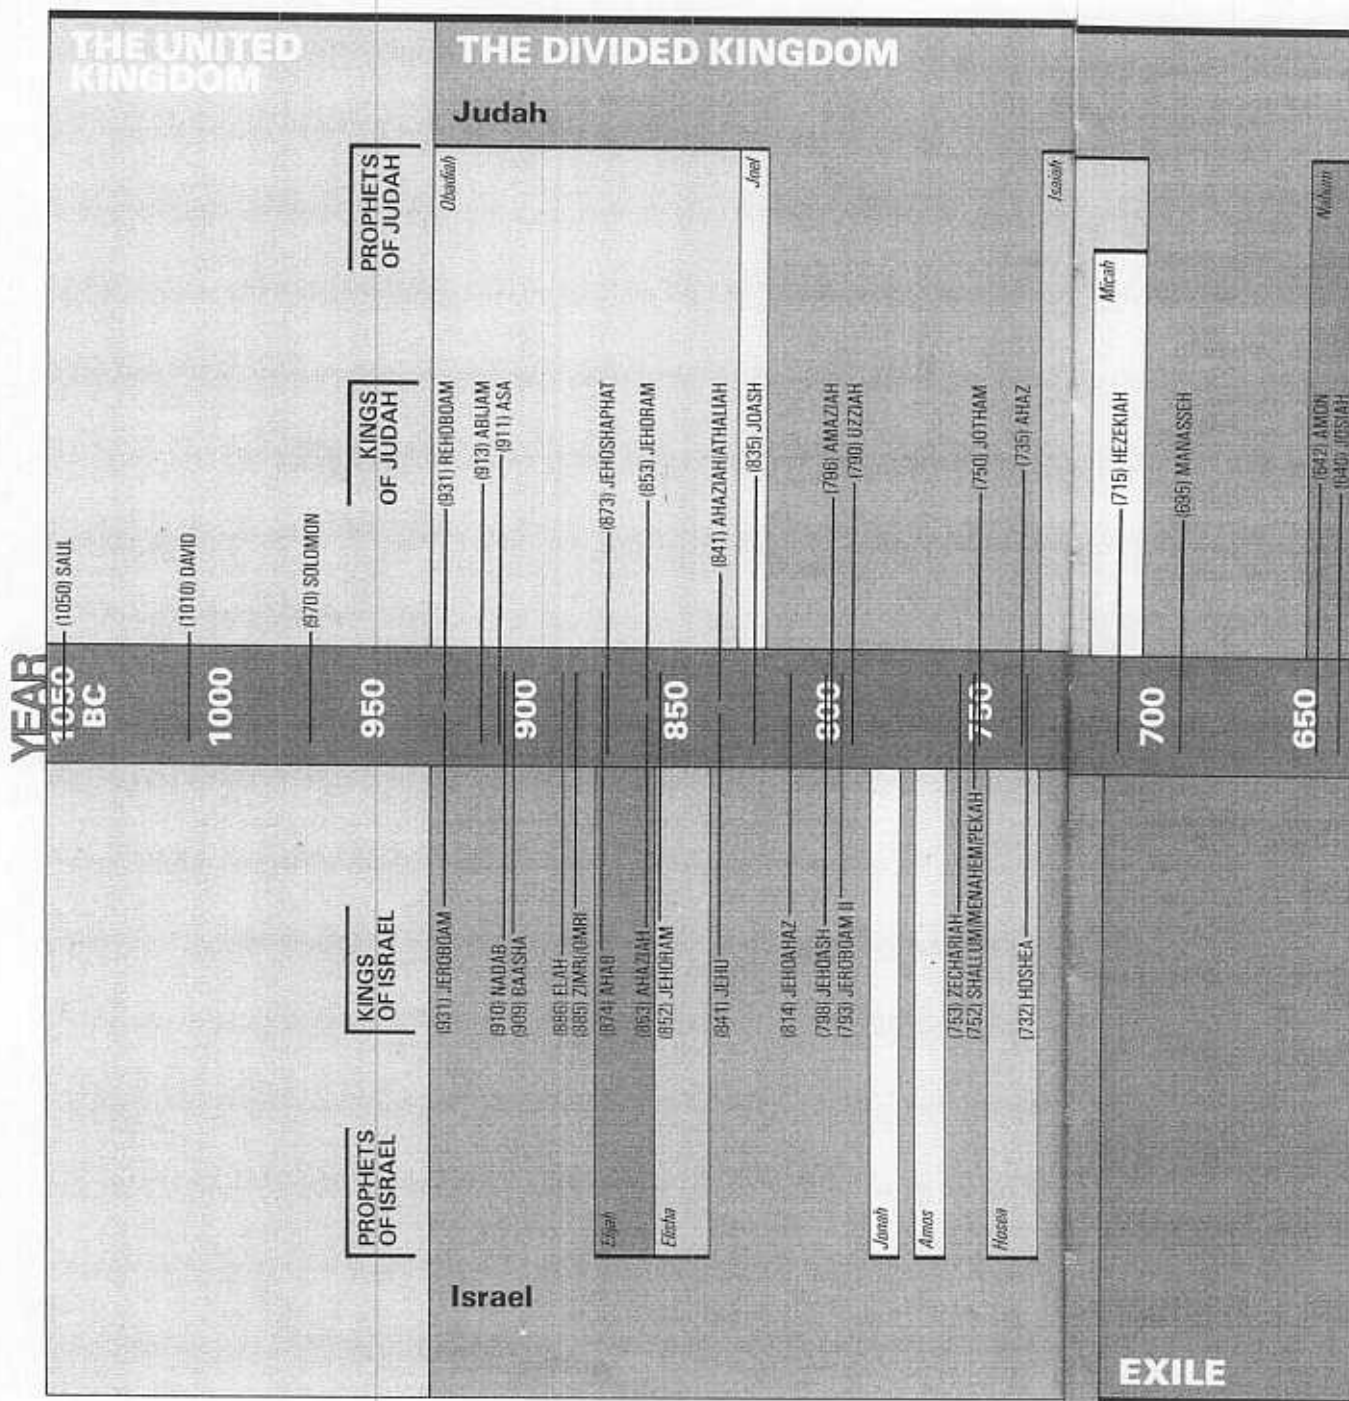 THE UNITED
KINGDOM
THE DIVIDED KINGDOM
Judah
PROPHETS
OF JUDAH
Obadiah
Joel
Isaiah
Micah
Nahum
KINGS
OF JUDAH
(1050) SAUL
(1010) DAVID
(970) SOLOMON
(931) REHOBOAM
(913) ABIJAM
(911) ASA
(873) JEHOSHAPHAT
(853) JEHORAM
(841) AHAZIAH/ATHALIAH
(835) JOASH
(796) AMAZIAH
(790) UZZIAH
(750) JOTHAM
(735) AHAZ
(715) HEZEKIAH
(695) MANASSEH
(642) AMON
(640) JOSIAH
YEAR
1050
BC
1000
950
900
850
800
750
700
650
KINGS
OF ISRAEL
(931) JEROBOAM
(910) NADAB
(909) BAASHA
(886) ELAH
(885) ZIMRI/OMRI
(874) AHAB
(853) AHAZIAH
(852) JEHORAM
(841) JEHU
(814) JEHOAHAZ
(798) JEHOASH
(793) JEROBOAM II
(753) ZECHARIAH
(752) SHALLUM/MENAHEM/PEKAH
(732) HOSHEA
PROPHETS
OF ISRAEL
Elijah
Elisha
Jonah
Amos
Hosea
Israel
EXILE